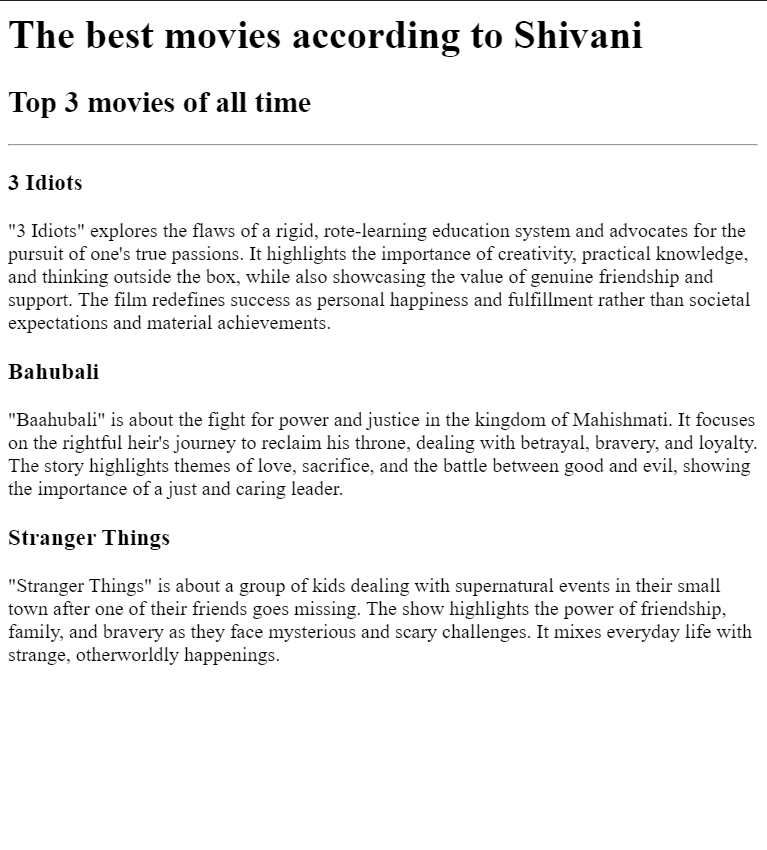 The best movies according to Shivani
Top 3 movies of all time
3 Idiots
"3 Idiots" explores the flaws of a rigid, rote-learning education system and advocates for the
pursuit of one's true passions. It highlights the importance of creativity, practical knowledge,
and thinking outside the box, while also showcasing the value of genuine friendship and
support. The film redefines success as personal happiness and fulfillment rather than societal
expectations and material achievements.
Bahubali
"Baahubali" is about the fight for power and justice in the kingdom of Mahishmati. It focuses
on the rightful heir's journey to reclaim his throne, dealing with betrayal, bravery, and loyalty.
The story highlights themes of love, sacrifice, and the battle between good and evil, showing
the importance of a just and caring leader.
Stranger Things
"Stranger Things" is about a group of kids dealing with supernatural events in their small
town after one of their friends goes missing. The show highlights the power of friendship,
family, and bravery as they face mysterious and scary challenges. It mixes everyday life with
strange, otherworldly happenings.